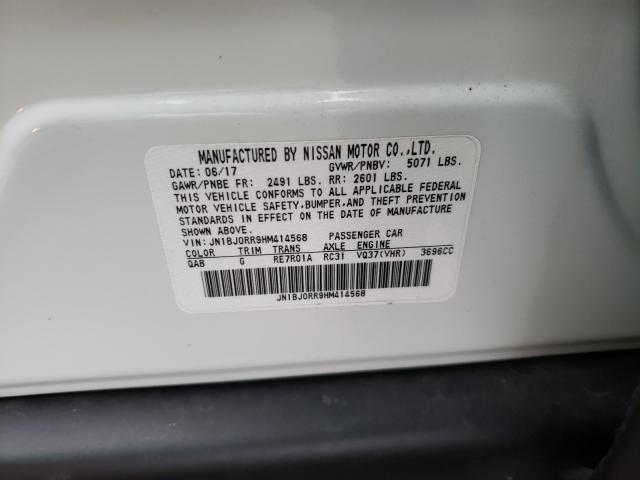 MANUFACTURED BY NISSAN MOTOR CO.,LTD.
DATE: 06/17 GVWR/PNBV: 5071 LBS.
GAWR/PNBE FR: 2491 LBS. RR: 2601 LBS.
THIS VEHICLE CONFORMS TO ALL APPLICABLE FEDERAL
MOTOR VEHICLE SAFETY, BUMPER, AND THEFT PREVENTION
STANDARDS IN EFFECT ON THE DATE OF MANUFACTURE
SHOWN ABOVE.
VIN: JN1BJ0RR9HM414568 PASSENGER CAR
COLOR TRIM TRANS AXLE ENGINE
QAB G RE7R01A RC31 VQ37(VHR) 3696CC
JN1BJ0RR9HM414568